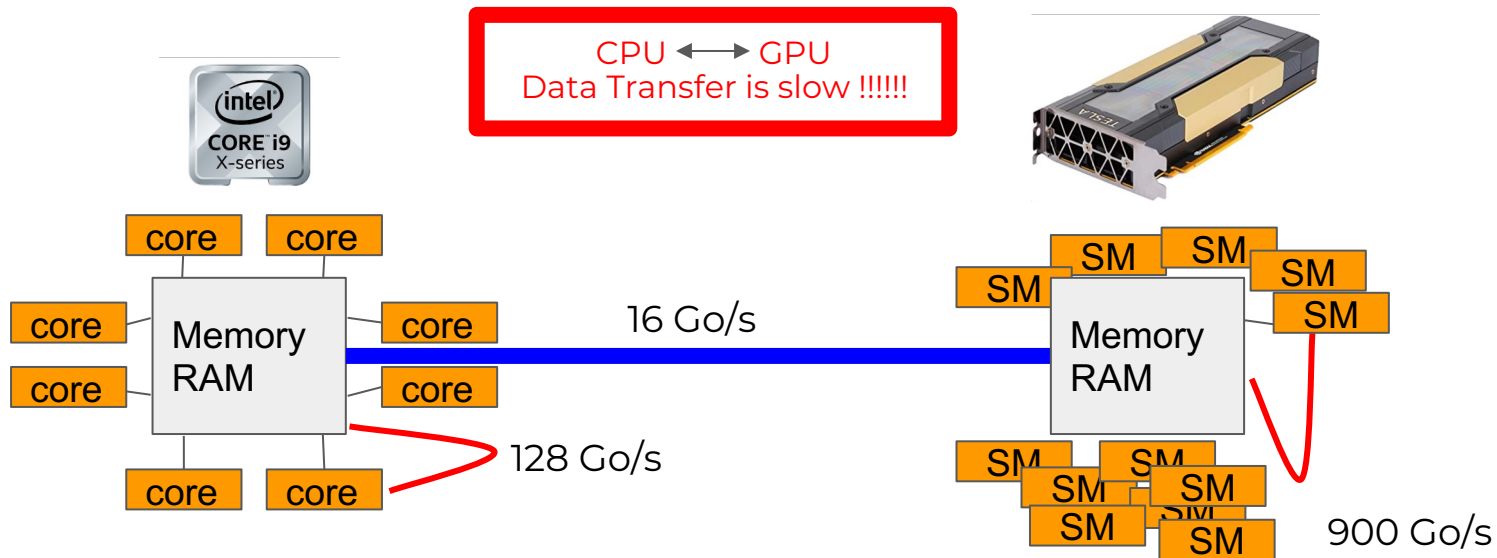 CPU ⟷ GPU
Data Transfer is slow !!!!!!
intel
CORE i9
X-series
TESLA
core
core
core
core
core
core
core
core
Memory
RAM
16 Go/s
128 Go/s
SM
SM
SM
SM
SM
Memory
RAM
SM
SM
SM
SM
SM
SM
SM
900 Go/s